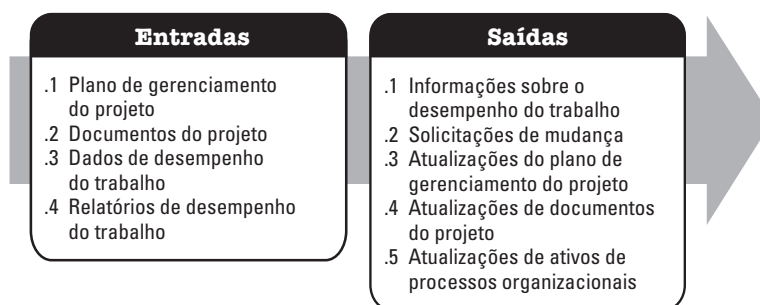 Entradas
.1 Plano de gerenciamento
do projeto
.2 Documentos do projeto
.3 Dados de desempenho
do trabalho
.4 Relatórios de desempenho
do trabalho
Saídas
.1 Informações sobre o
desempenho do trabalho
.2 Solicitações de mudança
.3 Atualizações do plano de
gerenciamento do projeto
.4 Atualizações de documentos
do projeto
.5 Atualizações de ativos de
processos organizacionais